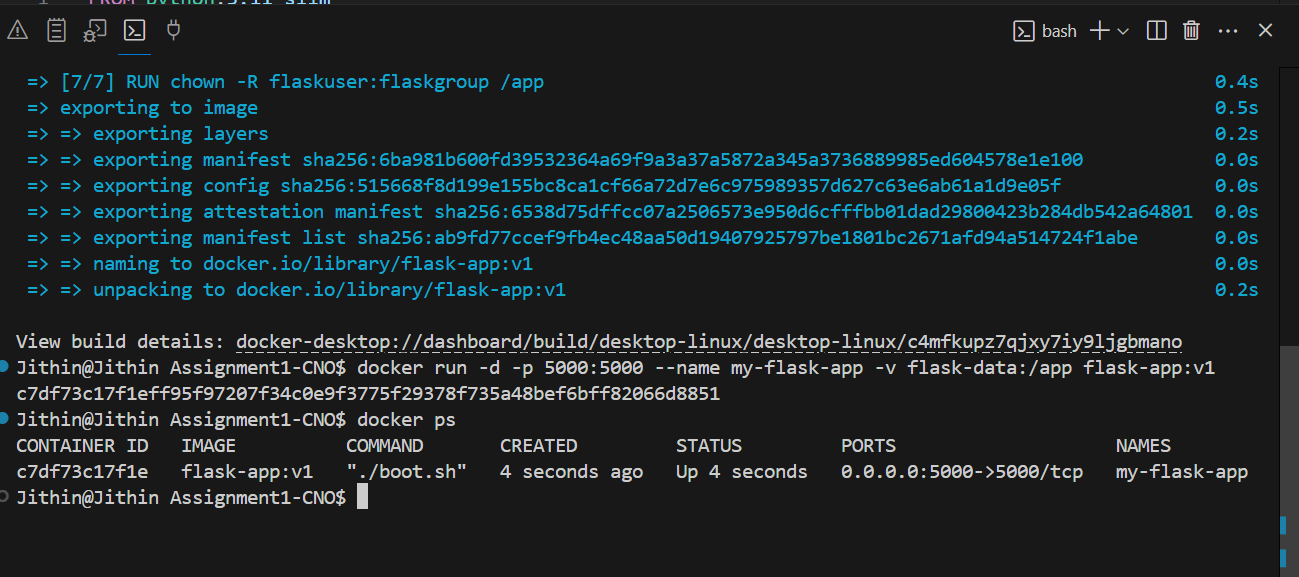 1 FROM python:3.11-slim
bash
=> [7/7] RUN chown -R flaskuser:flaskgroup /app 0.4s
=> exporting to image 0.5s
=> => exporting layers 0.2s
=> => exporting manifest sha256:6ba981b600fd39532364a69f9a3a37a5872a345a3736889985ed604578e1e100 0.0s
=> => exporting config sha256:515668f8d199e155bc8ca1cf66a72d7e6c975989357d627c63e6ab61a1d9e05f 0.0s
=> => exporting attestation manifest sha256:6538d75dffcc07a2506573e950d6cfffbb01dad29800423b284db542a64801 0.0s
=> => exporting manifest list sha256:ab9fd77ccef9fb4ec48aa50d19407925797be1801bc2671afd94a514724f1abe 0.0s
=> => naming to docker.io/library/flask-app:v1 0.0s
=> => unpacking to docker.io/library/flask-app:v1 0.2s
View build details: docker-desktop://dashboard/build/desktop-linux/desktop-linux/c4mfkupz7qjxy7iy9ljgbmano
Jithin@Jithin Assignment1-CNO$ docker run -d -p 5000:5000 --name my-flask-app -v flask-data:/app flask-app:v1
c7df73c17f1eff95f97207f34c0e9f3775f29378f735a48bef6bff82066d8851
Jithin@Jithin Assignment1-CNO$ docker ps
CONTAINER ID IMAGE COMMAND CREATED STATUS PORTS NAMES
c7df73c17f1e flask-app:v1 "./boot.sh" 4 seconds ago Up 4 seconds 0.0.0.0:5000->5000/tcp my-flask-app
Jithin@Jithin Assignment1-CNO$